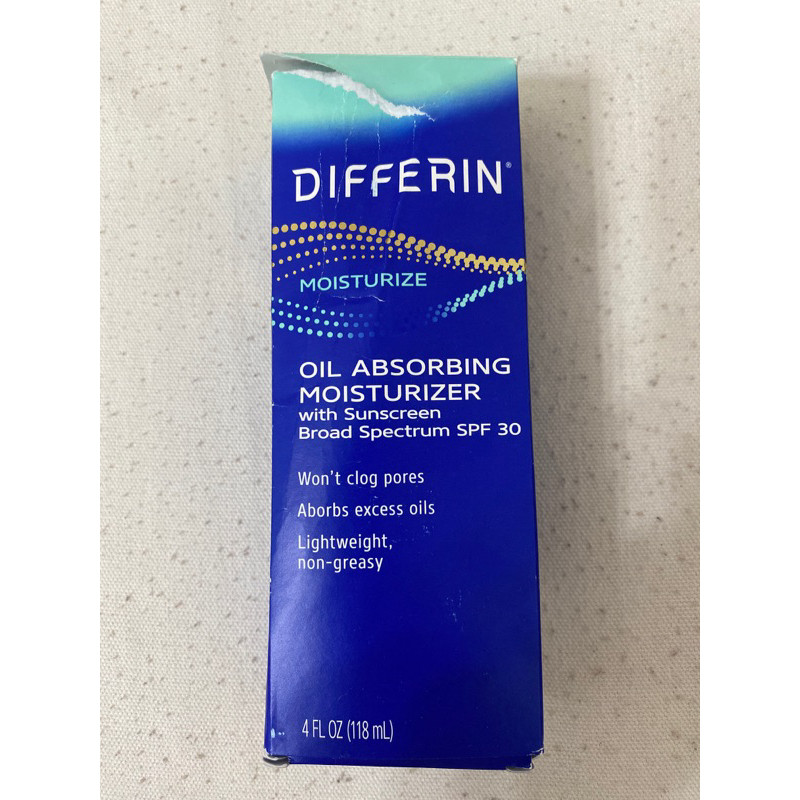 DIFFERIN®
MOISTURIZE
OIL ABSORBING
MOISTURIZER
with Sunscreen
Broad Spectrum SPF 30
Won't clog pores
Aborbs excess oils
Lightweight,
non-greasy
4 FL OZ (118 mL)